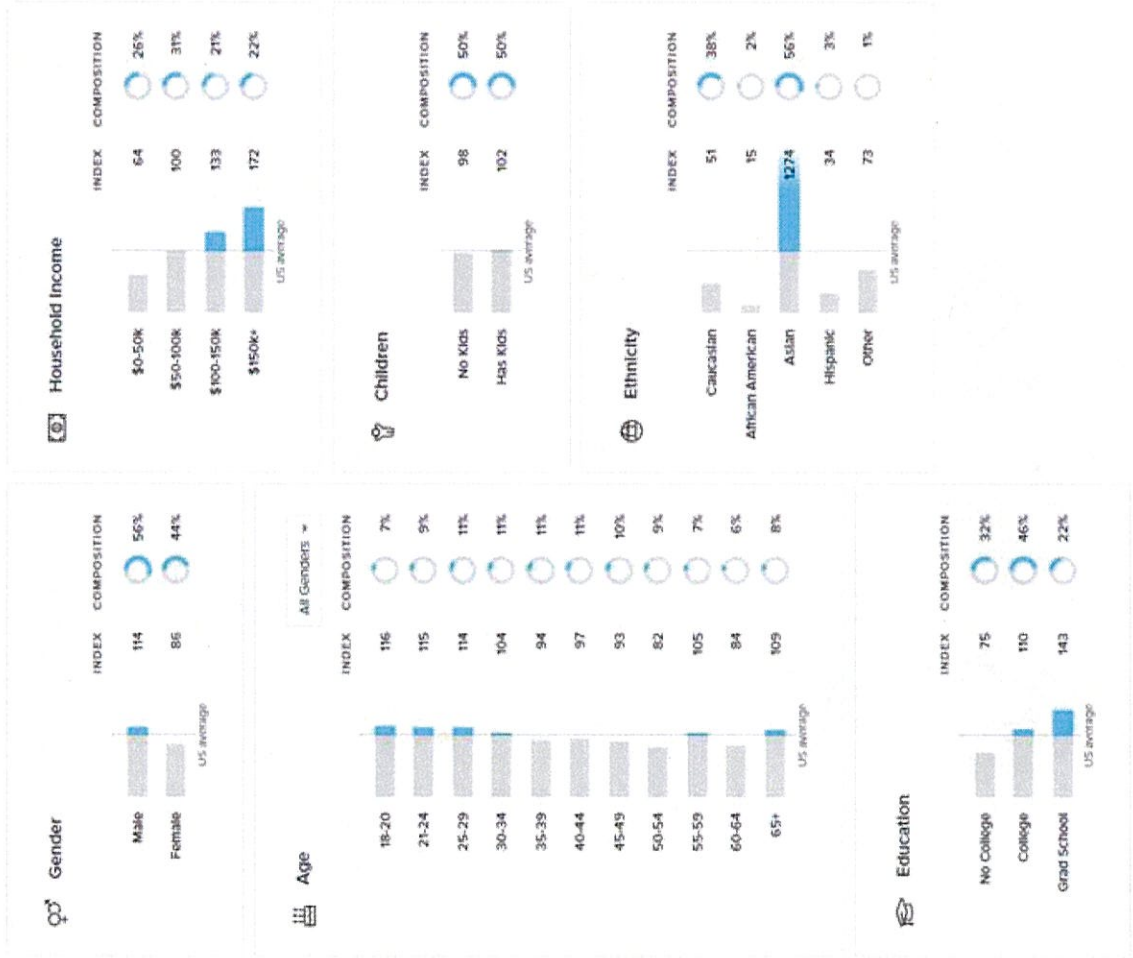 Gender
INDEX COMPOSITION
Male 114 56%
Female 86 44%
US average
Age
All Genders
INDEX COMPOSITION
18-20 116 7%
21-24 115 9%
25-29 114 11%
30-34 104 11%
35-39 94 11%
40-44 97 11%
45-49 93 10%
50-54 82 9%
55-59 105 7%
60-64 84 6%
65+ 109 8%
US average
Education
INDEX COMPOSITION
No College 75 32%
College 110 46%
Grad School 143 22%
US average
Household Income
INDEX COMPOSITION
$0-50k 64 26%
$50-100k 100 31%
$100-150k 133 21%
$150k+ 172 22%
US average
Children
INDEX COMPOSITION
No Kids 98 50%
Has Kids 102 50%
US average
Ethnicity
INDEX COMPOSITION
Caucasian 51 38%
African American 15 2%
Asian 1274 56%
Hispanic 34 3%
Other 73 1%
US average